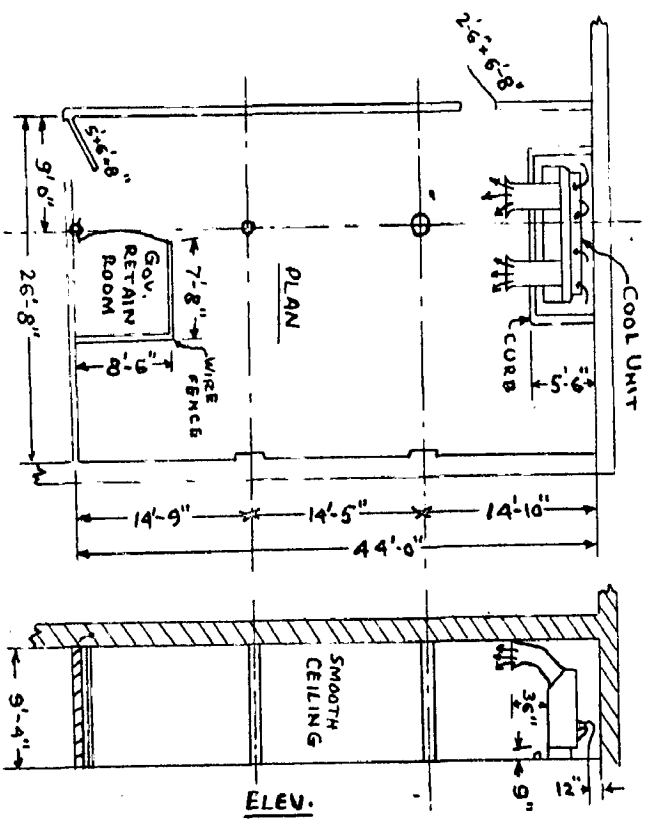 2'-6" x 6'-8"
COOL UNIT
CURB
5'-6"
5'x6'-8"
9'0"
26'-8"
GOV.
RETAIN
ROOM
7'-8"
8'-6"
WIRE
FENCE
PLAN
14'-9"
14'-5"
14'-10"
44'-0"
SMOOTH
CEILING
36"
9"
12"
9'-4"
ELEV.